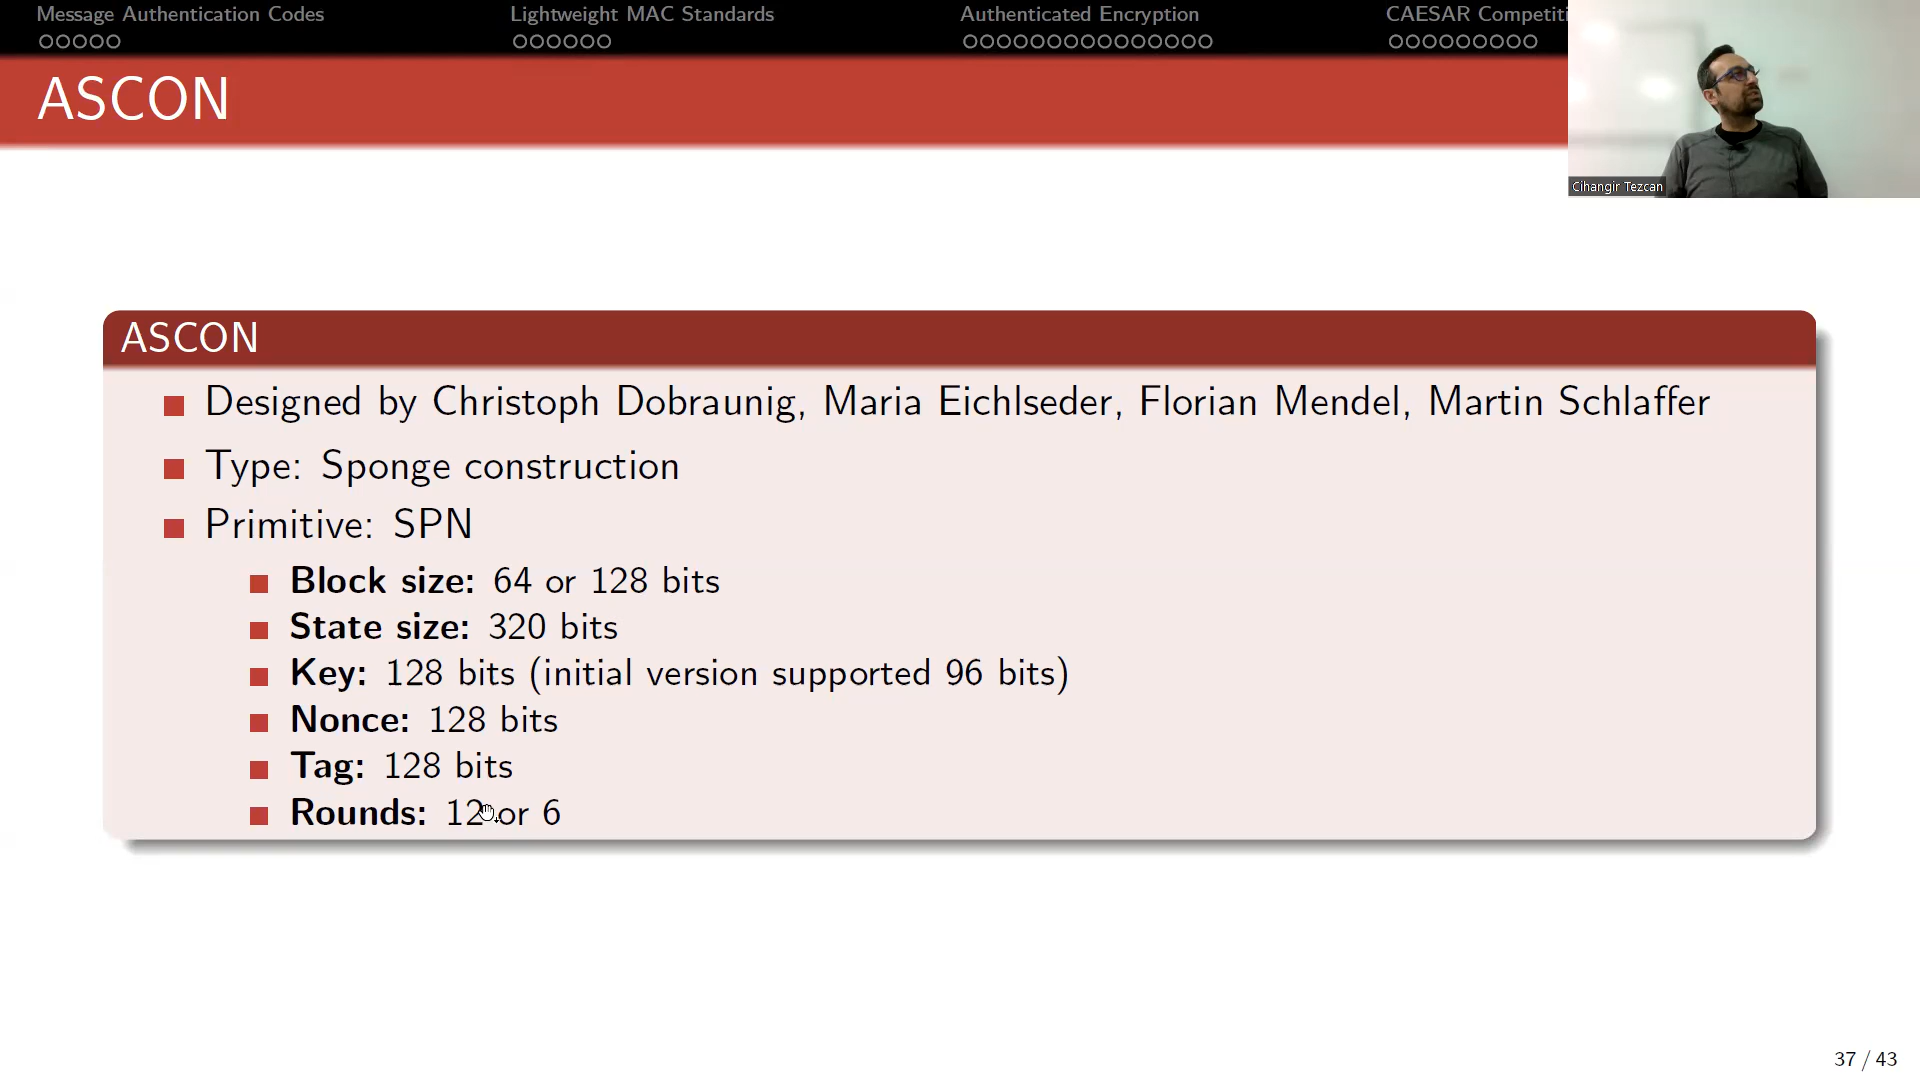 Message Authentication Codes
Lightweight MAC Standards
Authenticated Encryption
CAESAR Competiti
ASCON
Cihangir Tezcan
ASCON
Designed by Christoph Dobraunig, Maria Eichlseder, Florian Mendel, Martin Schlaffer
Type: Sponge construction
Primitive: SPN
Block size: 64 or 128 bits
State size: 320 bits
Key: 128 bits (initial version supported 96 bits)
Nonce: 128 bits
Tag: 128 bits
Rounds: 12 or 6
37 / 43